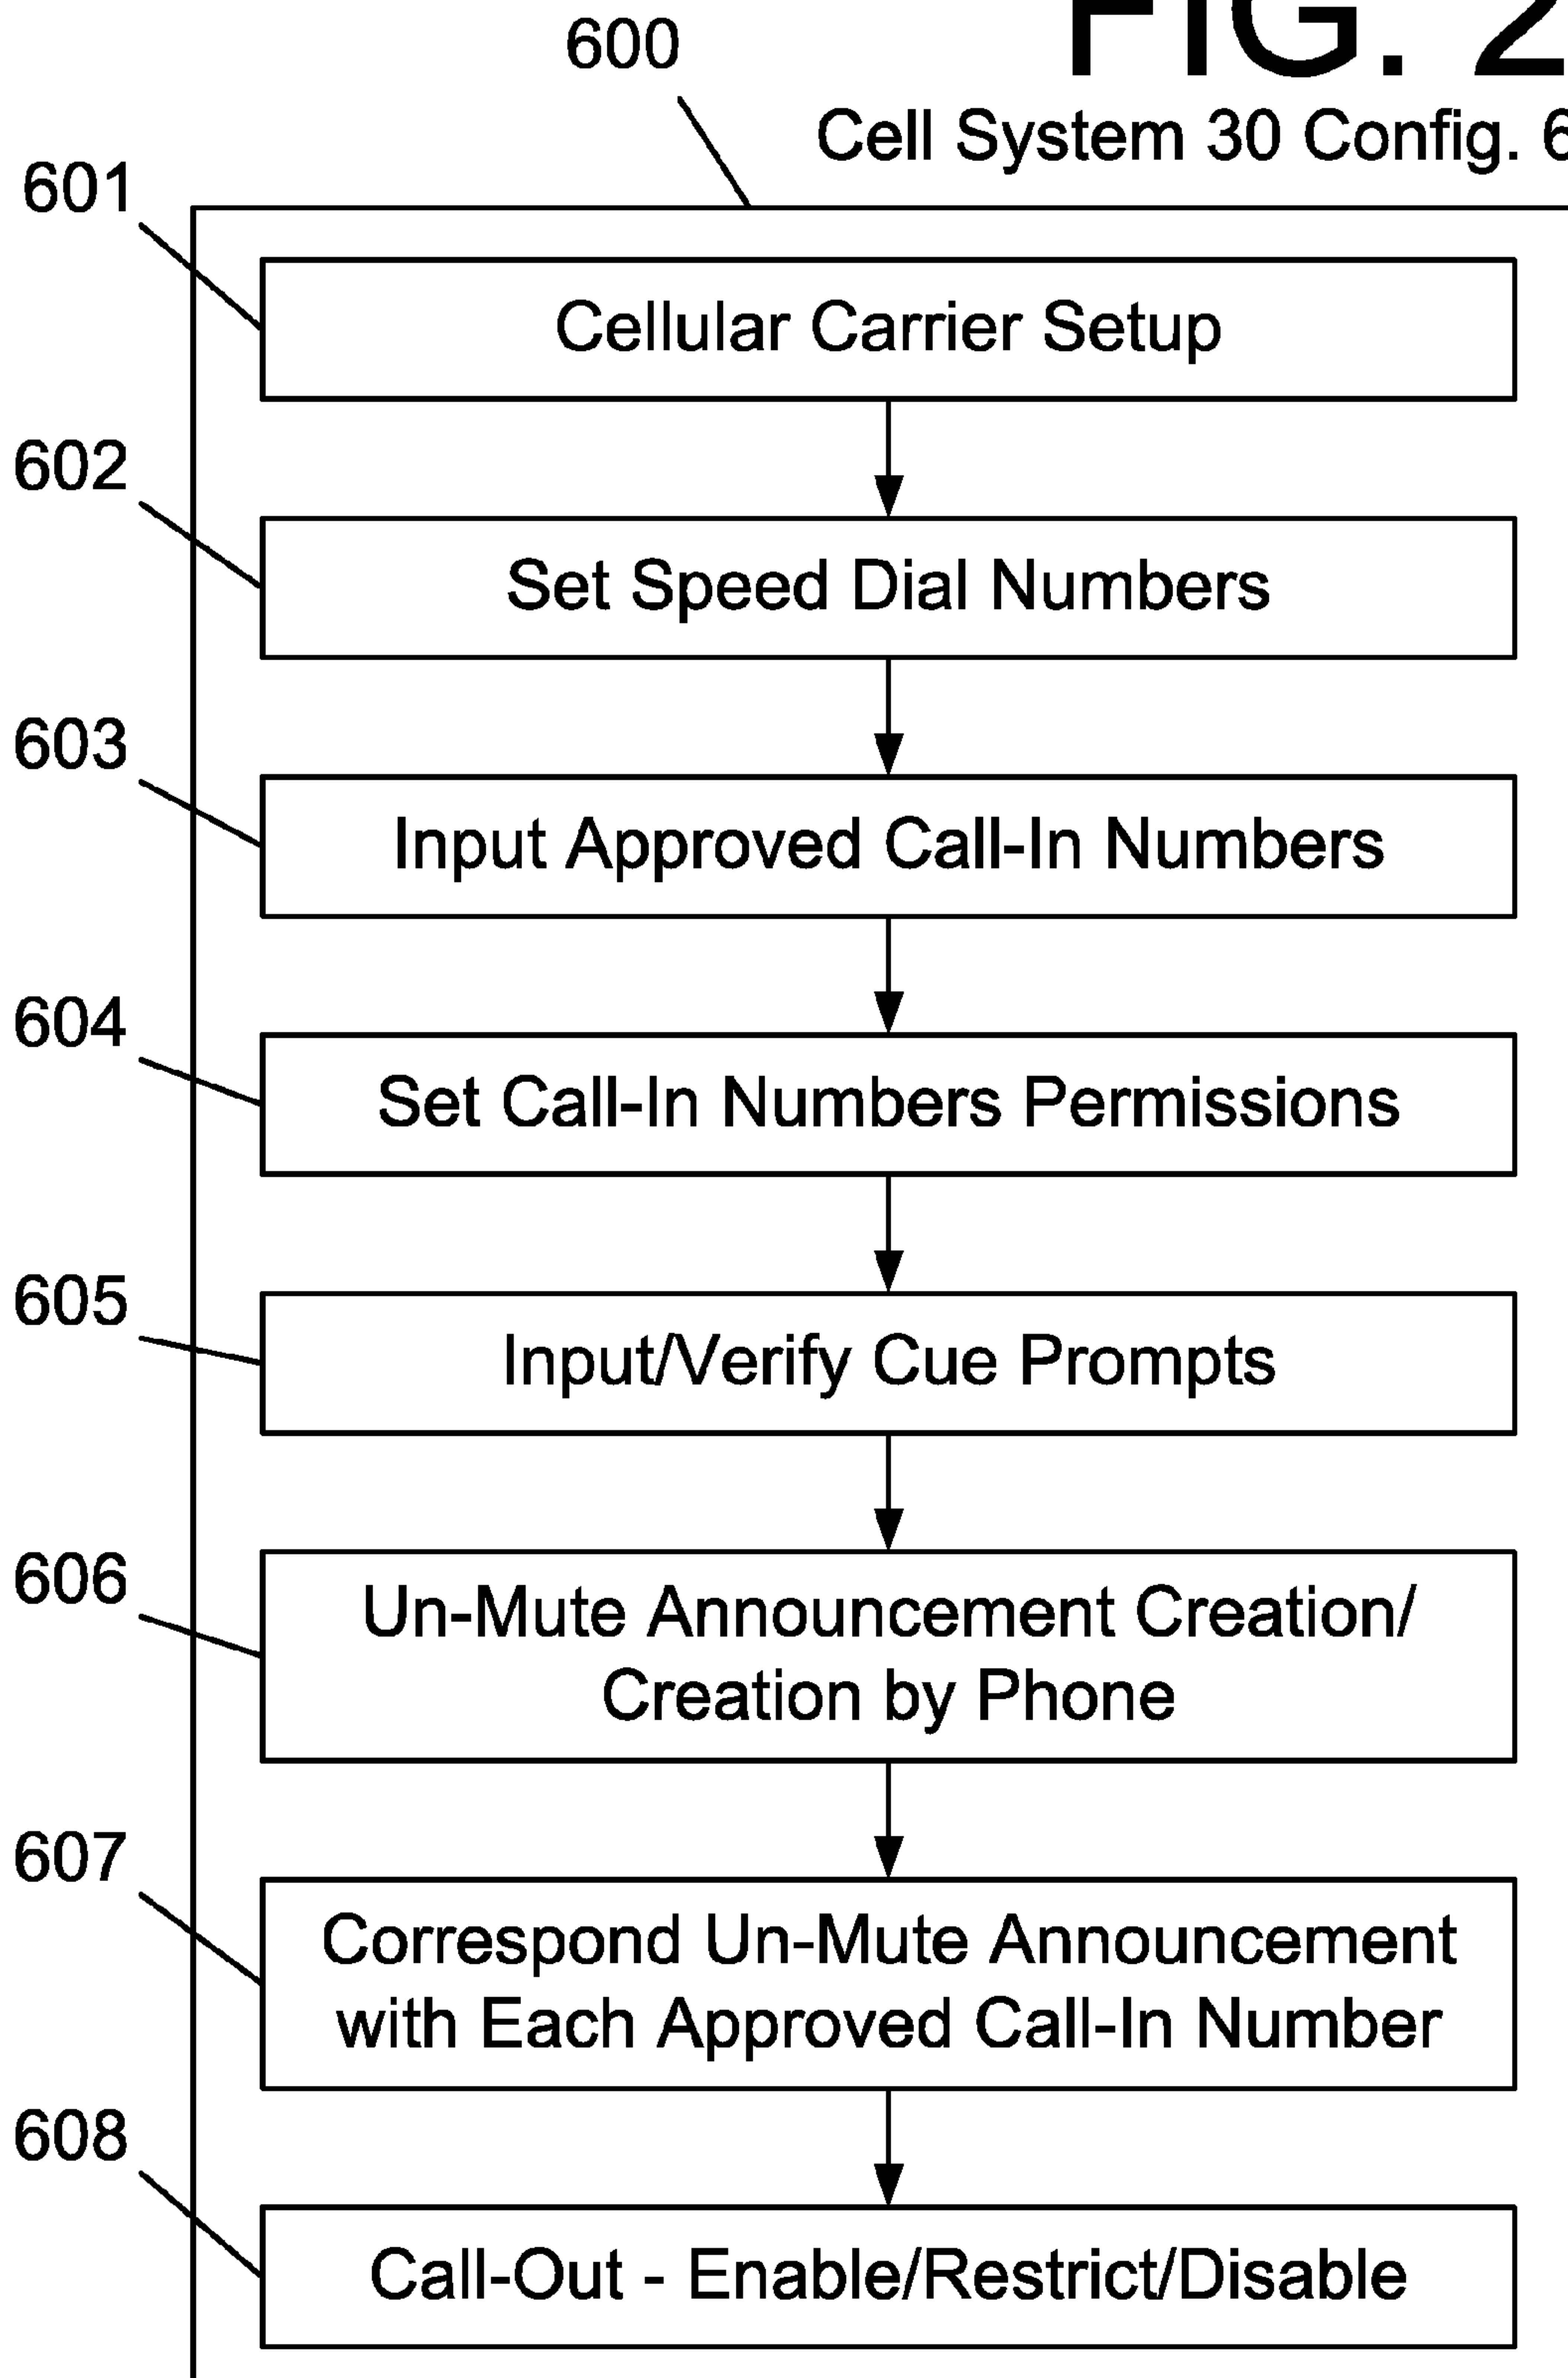 FIG. 2
600
Cell System 30 Config. 6
601
Cellular Carrier Setup
602
Set Speed Dial Numbers
603
Input Approved Call-In Numbers
604
Set Call-In Numbers Permissions
605
Input/Verify Cue Prompts
606
Un-Mute Announcement Creation/
Creation by Phone
607
Correspond Un-Mute Announcement
with Each Approved Call-In Number
608
Call-Out - Enable/Restrict/Disable